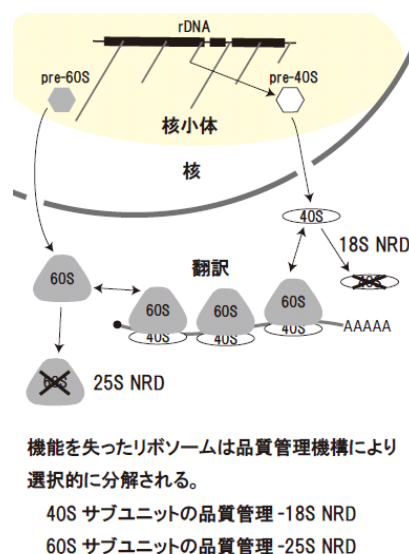 rDNA
pre-60S
pre-40S
核小体
核
40S
18S NRD
40S
翻訳
60S
60S
60S
60S
40S
40S
40S
AAAAA
60S
25S NRD
機能を失ったリボソームは品質管理機構により
選択的に分解される。
40S サブユニットの品質管理 -18S NRD
60S サブユニットの品質管理 -25S NRD